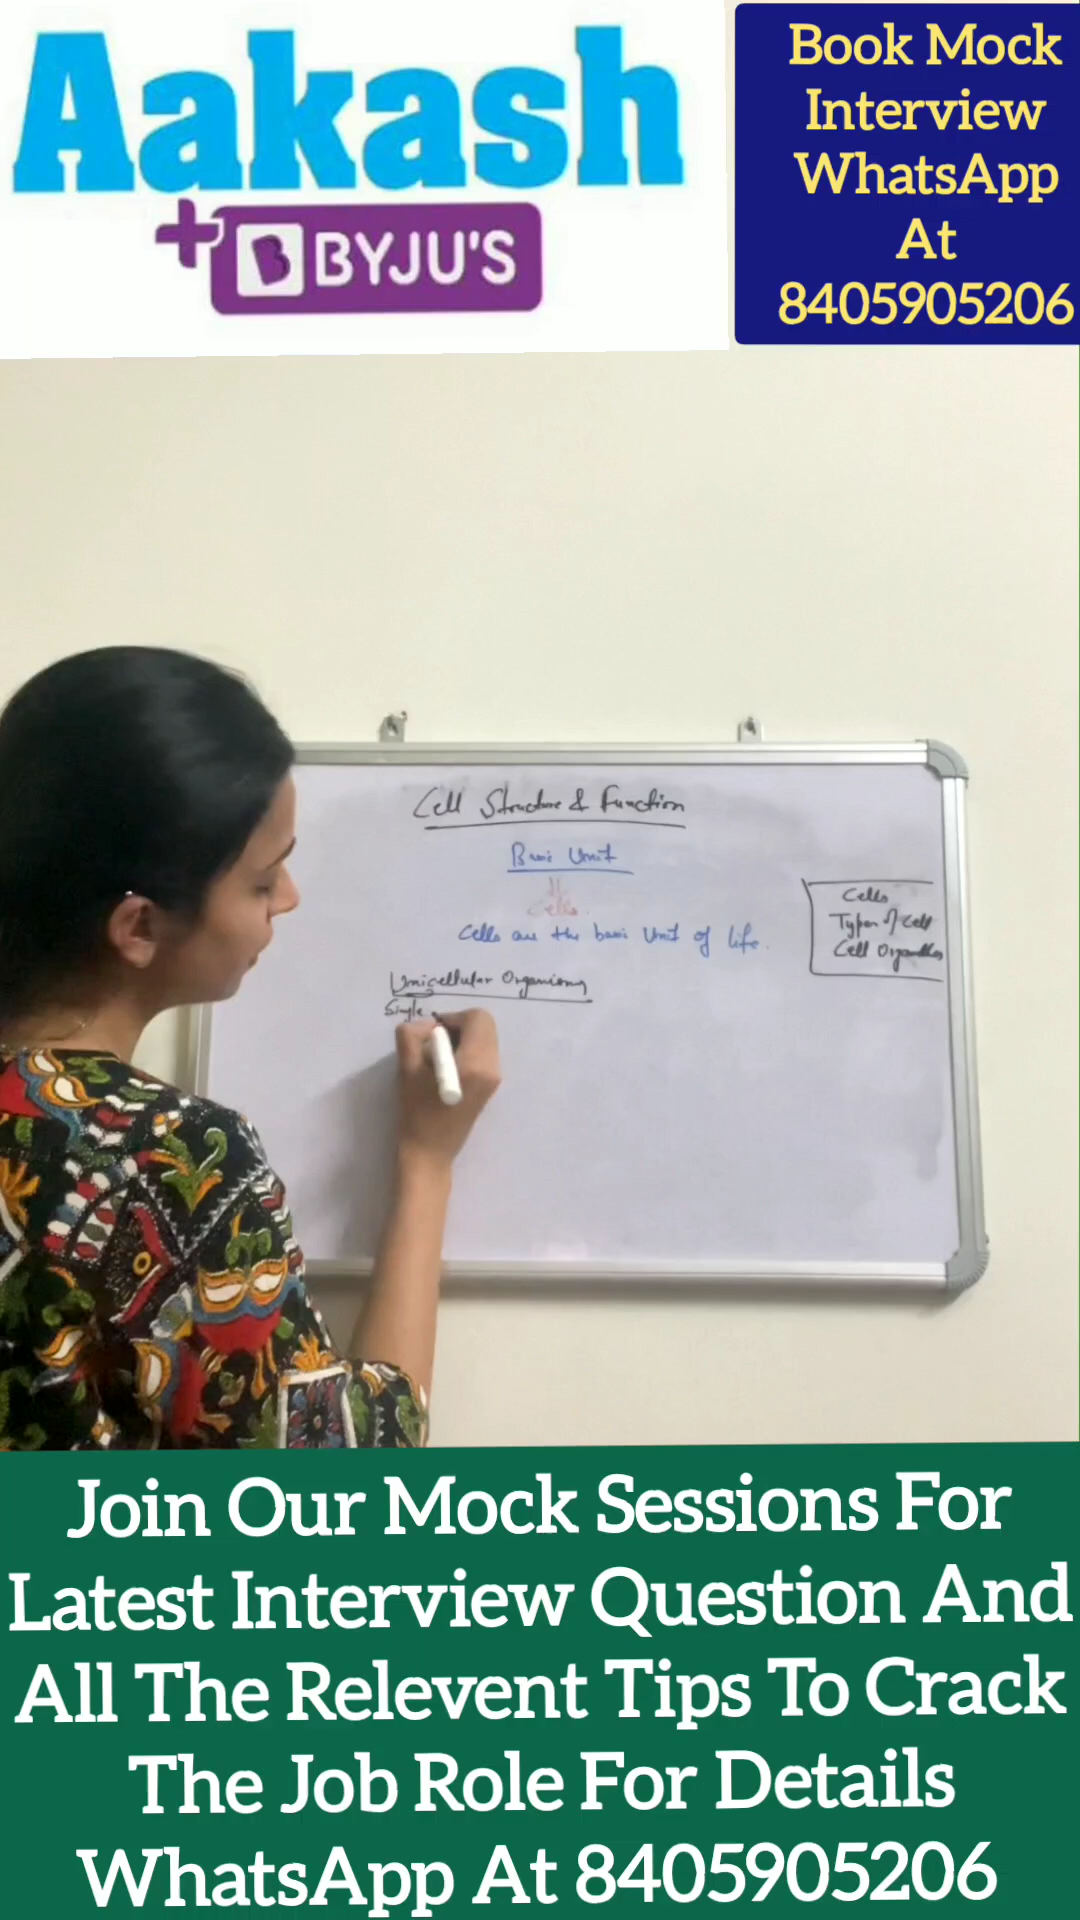 Aakash
+ BYJU'S
Book Mock
Interview
WhatsApp
At
8405905206
Cell Structure & Function
Basic Unit
Cells
Cells are the basic Unit of life.
Cells
Types of Cell
Cell Organelles
Unicellular Organisms
Single
Join Our Mock Sessions For
Latest Interview Question And
All The Relevent Tips To Crack
The Job Role For Details
WhatsApp At 8405905206